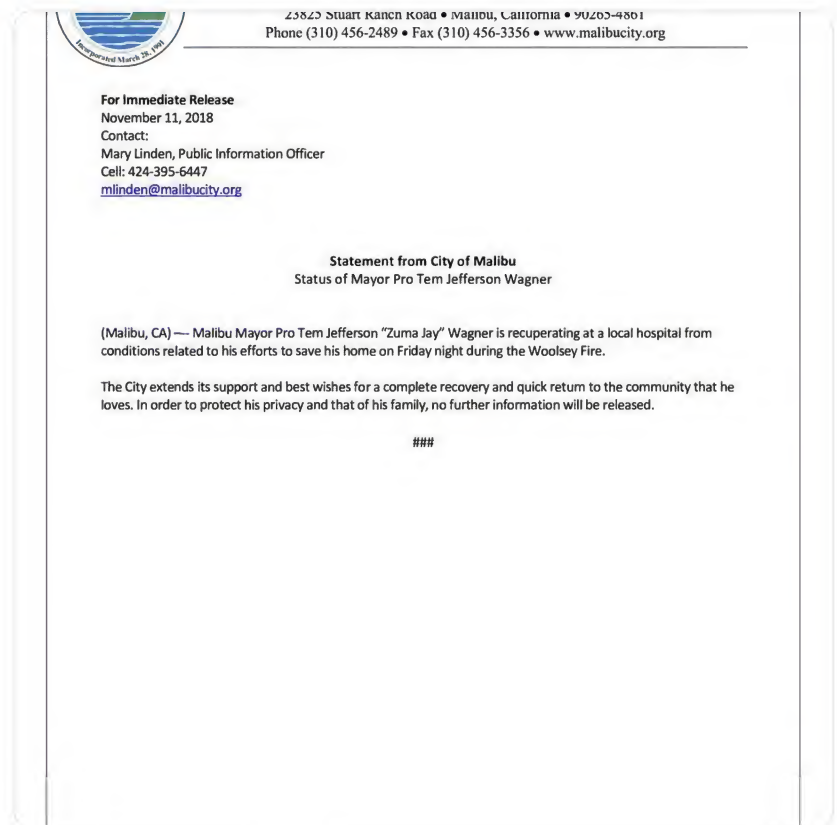 23825 Stuart Ranch Road • Malibu, California • 90265-4861
Phone (310) 456-2489 • Fax (310) 456-3356 • www.malibucity.org
Incorporated March 28, 1991
For Immediate Release
November 11, 2018
Contact:
Mary Linden, Public Information Officer
Cell: 424-395-6447
mlinden@malibucity.org
Statement from City of Malibu
Status of Mayor Pro Tem Jefferson Wagner
(Malibu, CA) — Malibu Mayor Pro Tem Jefferson "Zuma Jay" Wagner is recuperating at a local hospital from
conditions related to his efforts to save his home on Friday night during the Woolsey Fire.
The City extends its support and best wishes for a complete recovery and quick return to the community that he
loves. In order to protect his privacy and that of his family, no further information will be released.
###